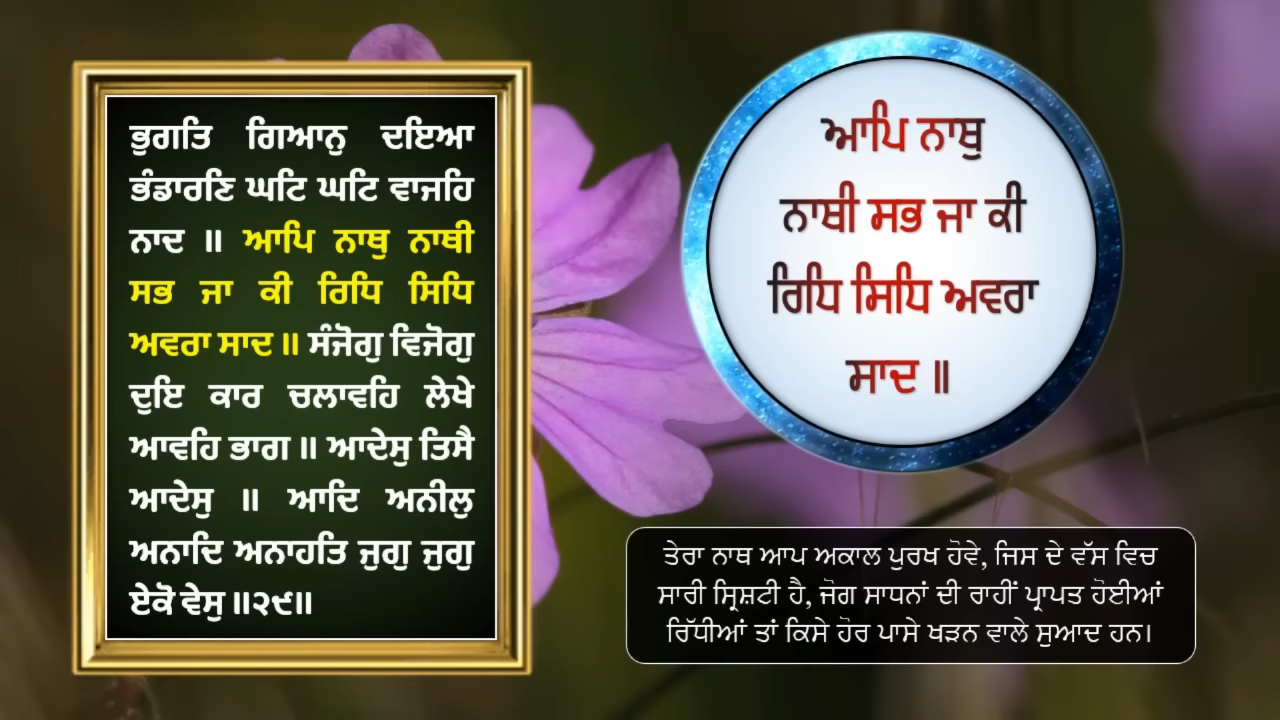 ਭੁਗਤਿ ਗਿਆਨੁ ਦਇਆ
ਭੰਡਾਰਣਿ ਘਟਿ ਘਟਿ ਵਾਜਹਿ
ਨਾਦ ॥ ਆਪਿ ਨਾਥੁ ਨਾਥੀ
ਸਭ ਜਾ ਕੀ ਰਿਧਿ ਸਿਧਿ
ਅਵਰਾ ਸਾਦ ॥ ਸੰਜੋਗੁ ਵਿਜੋਗੁ
ਦੁਇ ਕਾਰ ਚਲਾਵਹਿ ਲੇਖੇ
ਆਵਹਿ ਭਾਗ ॥ ਆਦੇਸੁ ਤਿਸੈ
ਆਦੇਸੁ ॥ ਆਦਿ ਅਨੀਲੁ
ਅਨਾਦਿ ਅਨਾਹਤਿ ਜੁਗੁ ਜੁਗੁ
ਏਕੋ ਵੇਸੁ ॥੨੯॥
ਆਪਿ ਨਾਥੁ
ਨਾਥੀ ਸਭ ਜਾ ਕੀ
ਰਿਧਿ ਸਿਧਿ ਅਵਰਾ
ਸਾਦ ॥
ਤੇਰਾ ਨਾਥ ਆਪ ਅਕਾਲ ਪੁਰਖ ਹੋਵੇ, ਜਿਸ ਦੇ ਵੱਸ ਵਿਚ
ਸਾਰੀ ਸ੍ਰਿਸ਼ਟੀ ਹੈ, ਜੋਗ ਸਾਧਨਾਂ ਦੀ ਰਾਹੀਂ ਪ੍ਰਾਪਤ ਹੋਈਆਂ
ਰਿੱਧੀਆਂ ਤਾਂ ਕਿਸੇ ਹੋਰ ਪਾਸੇ ਖੜਨ ਵਾਲੇ ਸੁਆਦ ਹਨ।